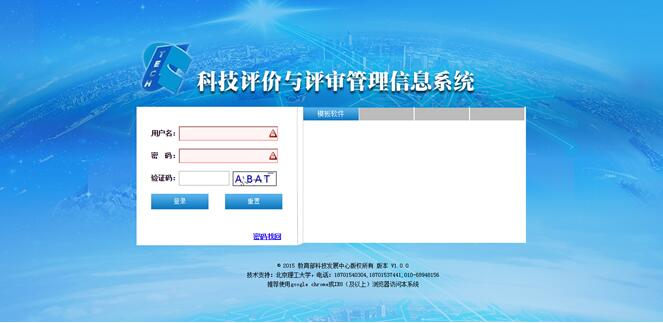 TECH
科技评价与评审管理信息系统
模板软件
用户名：
密 码：
验证码：
ABAT
登录
重置
密码找回
© 2015 教育部科技发展中心版权所有 版本 V1.0.0
技术支持：北京理工大学，电话：18701540304,18701537441,010-68948156
推荐使用google chrome或IE8（及以上）浏览器访问本系统